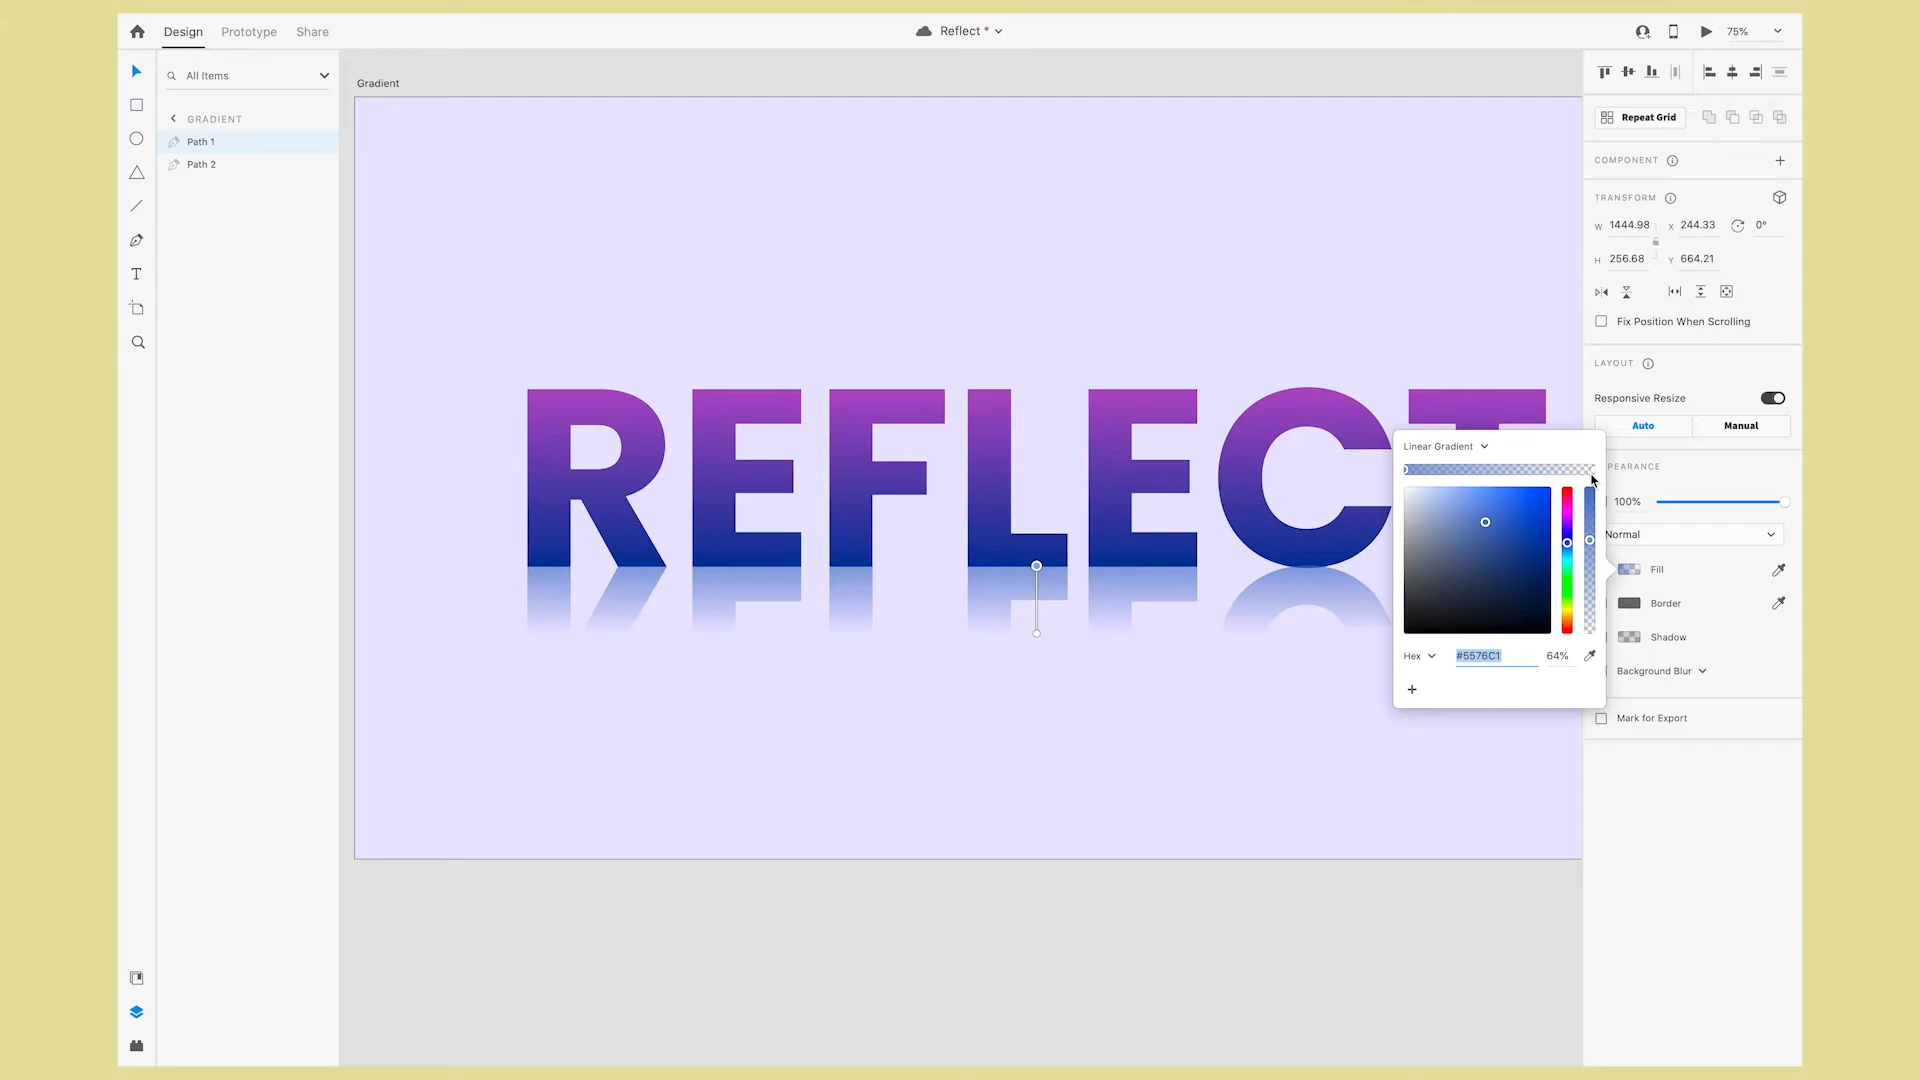 Design Prototype Share
Reflect *
75%
All Items
GRADIENT
Path 1
Path 2
Gradient
REFLECT
Repeat Grid
COMPONENT
TRANSFORM
W 1444.98 X 244.33 0°
H 256.68 Y 664.21
Fix Position When Scrolling
LAYOUT
Responsive Resize
Auto Manual
Linear Gradient
PEARANCE
100%
Normal
Fill
Border
Shadow
Hex #5576C1 64%
Background Blur
+
Mark for Export